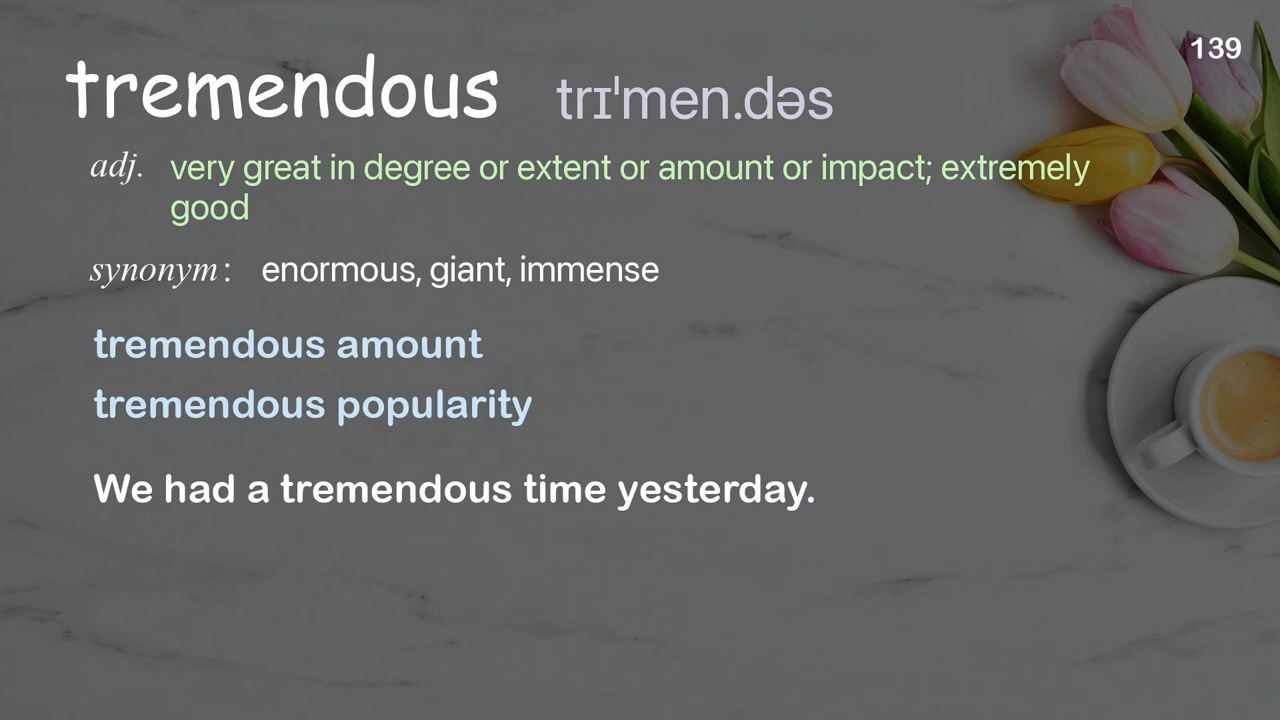 139
tremendous trɪˈmen.dəs
adj. very great in degree or extent or amount or impact; extremely
good
synonym: enormous, giant, immense
tremendous amount
tremendous popularity
We had a tremendous time yesterday.